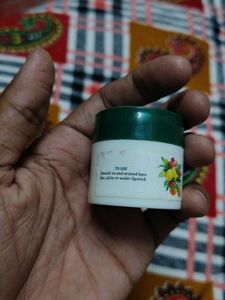 TO USE
Smooth on and around bare
lips, alone or under lipstick.